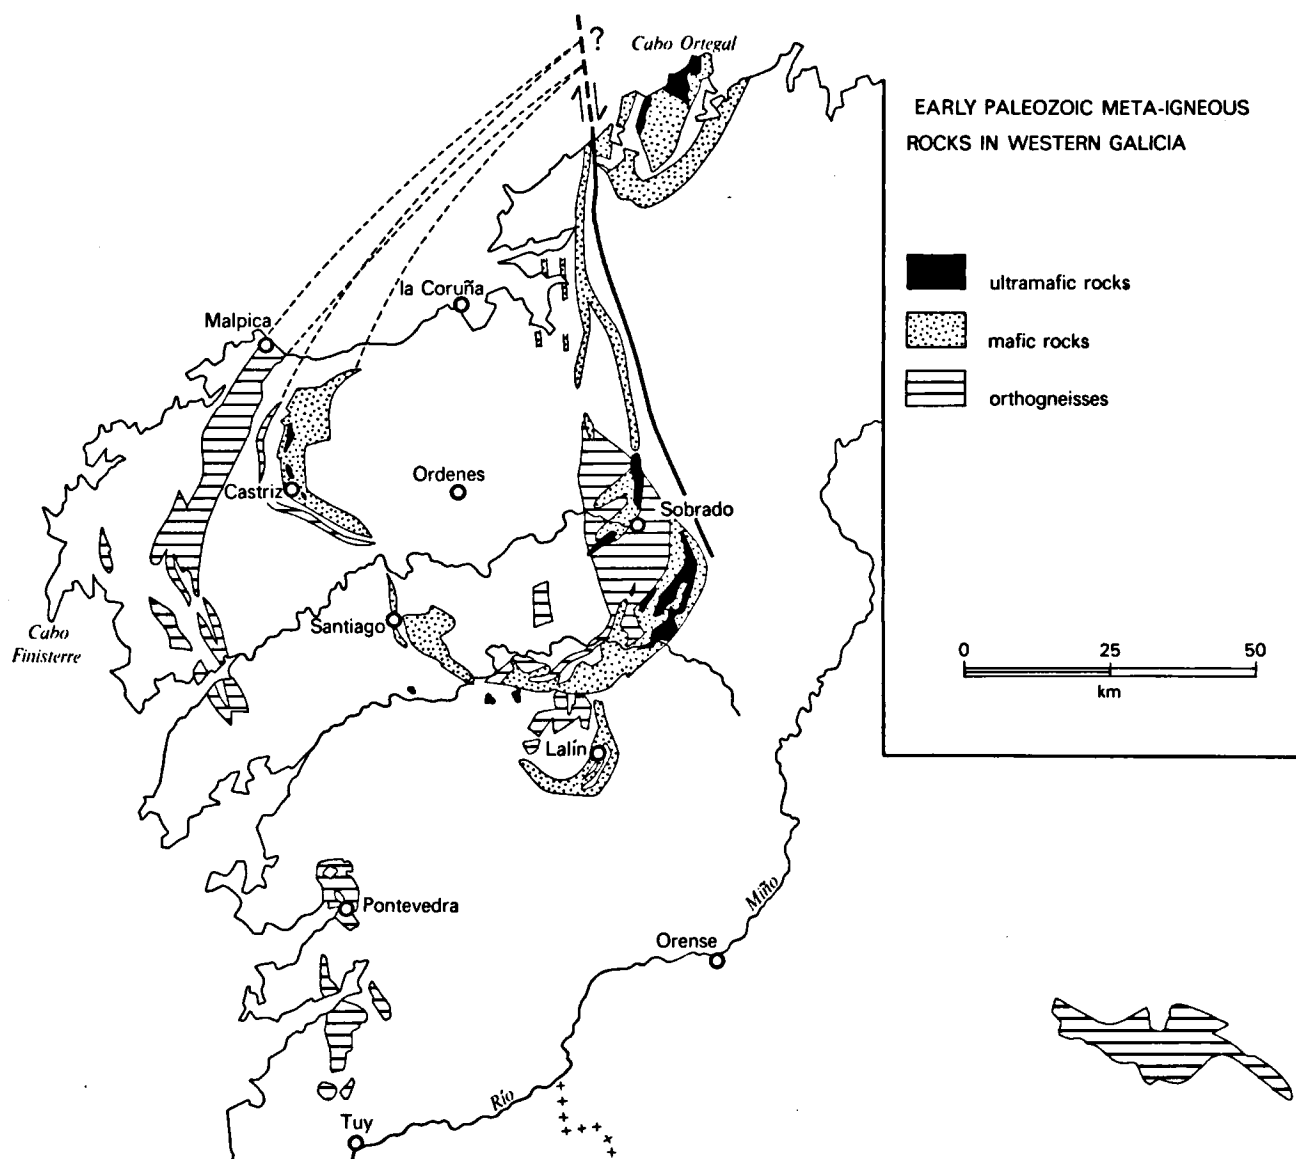 ?
Cabo Ortegal
EARLY PALEOZOIC META-IGNEOUS
ROCKS IN WESTERN GALICIA
ultramafic rocks
mafic rocks
orthogneisses
la Coruña
Malpica
Castriz
Ordenes
Sobrado
Santiago
Cabo
Finisterre
0 25 50
km
Lalín
Pontevedra
Orense
Miño
Río
Tuy